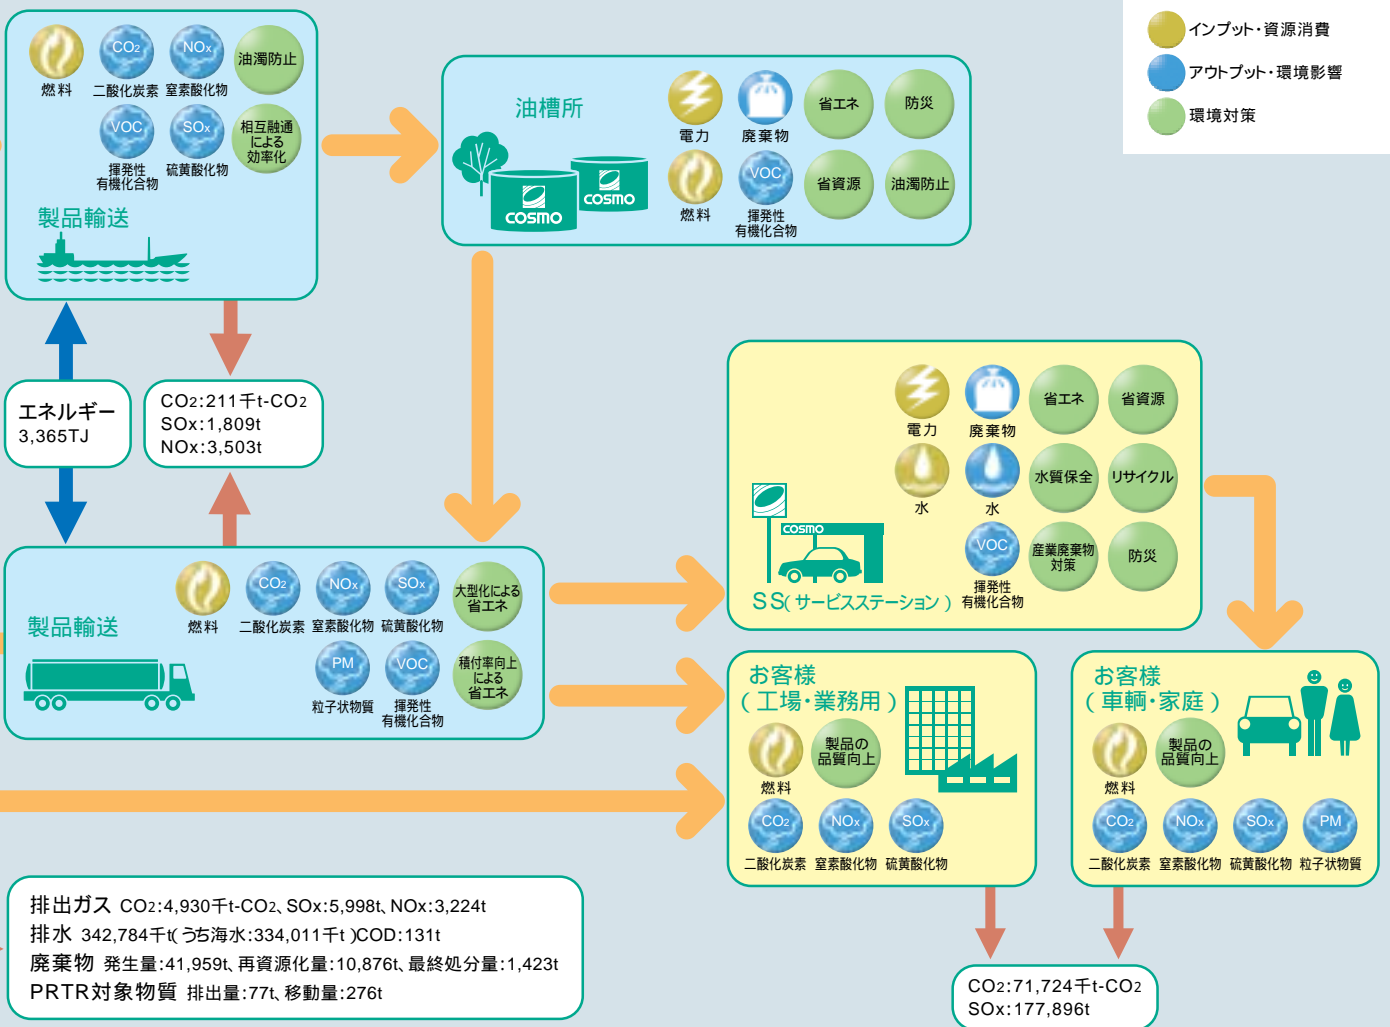 インプット・資源消費
アウトプット・環境影響
環境対策
燃料
CO2
二酸化炭素
NOx
窒素酸化物
油濁防止
VOC
揮発性
有機化合物
SOx
硫黄酸化物
相互融通
による
効率化
製品輸送
油槽所
COSMO
COSMO
電力
廃棄物
省エネ
防災
燃料
VOC
揮発性
有機化合物
省資源
油濁防止
エネルギー
3,365TJ
CO2:211千t-CO2
SOx:1,809t
NOx:3,503t
製品輸送
燃料
CO2
二酸化炭素
NOx
窒素酸化物
SOx
硫黄酸化物
大型化による
省エネ
PM
粒子状物質
VOC
揮発性
有機化合物
積付率向上
による
省エネ
電力
廃棄物
省エネ
省資源
水
水
水質保全
リサイクル
VOC
揮発性
有機化合物
産業廃棄物
対策
防災
COSMO
SS(サービスステーション)
お客様
(工場・業務用)
燃料
製品の
品質向上
CO2
二酸化炭素
NOx
窒素酸化物
SOx
硫黄酸化物
お客様
(車輌・家庭)
燃料
製品の
品質向上
CO2
二酸化炭素
NOx
窒素酸化物
SOx
硫黄酸化物
PM
粒子状物質
排出ガス CO2:4,930千t-CO2、SOx:5,998t、NOx:3,224t
排水 342,784千t(うち海水:334,011千t)COD:131t
廃棄物 発生量:41,959t、再資源化量:10,876t、最終処分量:1,423t
PRTR対象物質 排出量:77t、移動量:276t
CO2:71,724千t-CO2
SOx:177,896t